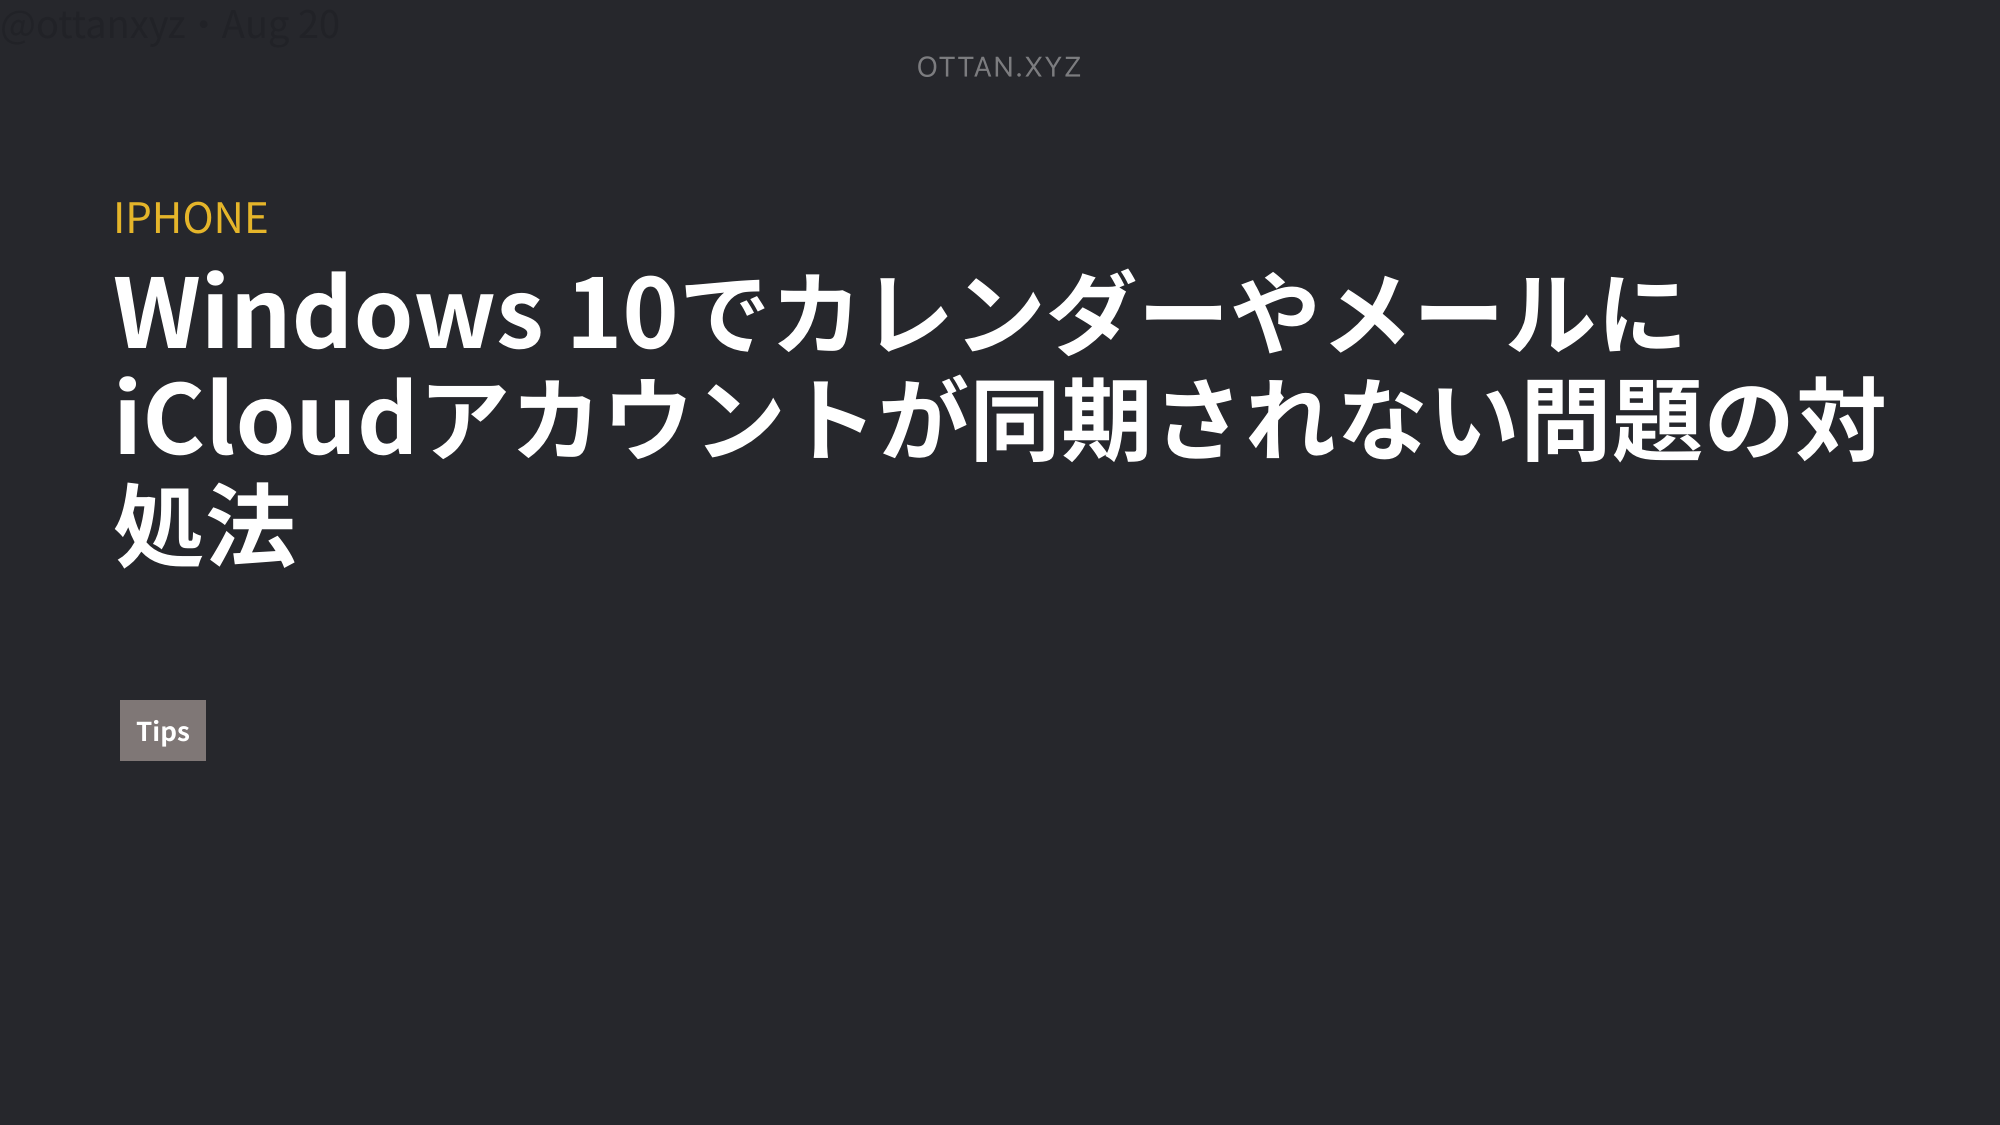 @ottanxyz・Aug 20
OTTAN.XYZ
IPHONE
Windows 10でカレンダーやメールに
iCloudアカウントが同期されない問題の対
処法
Tips